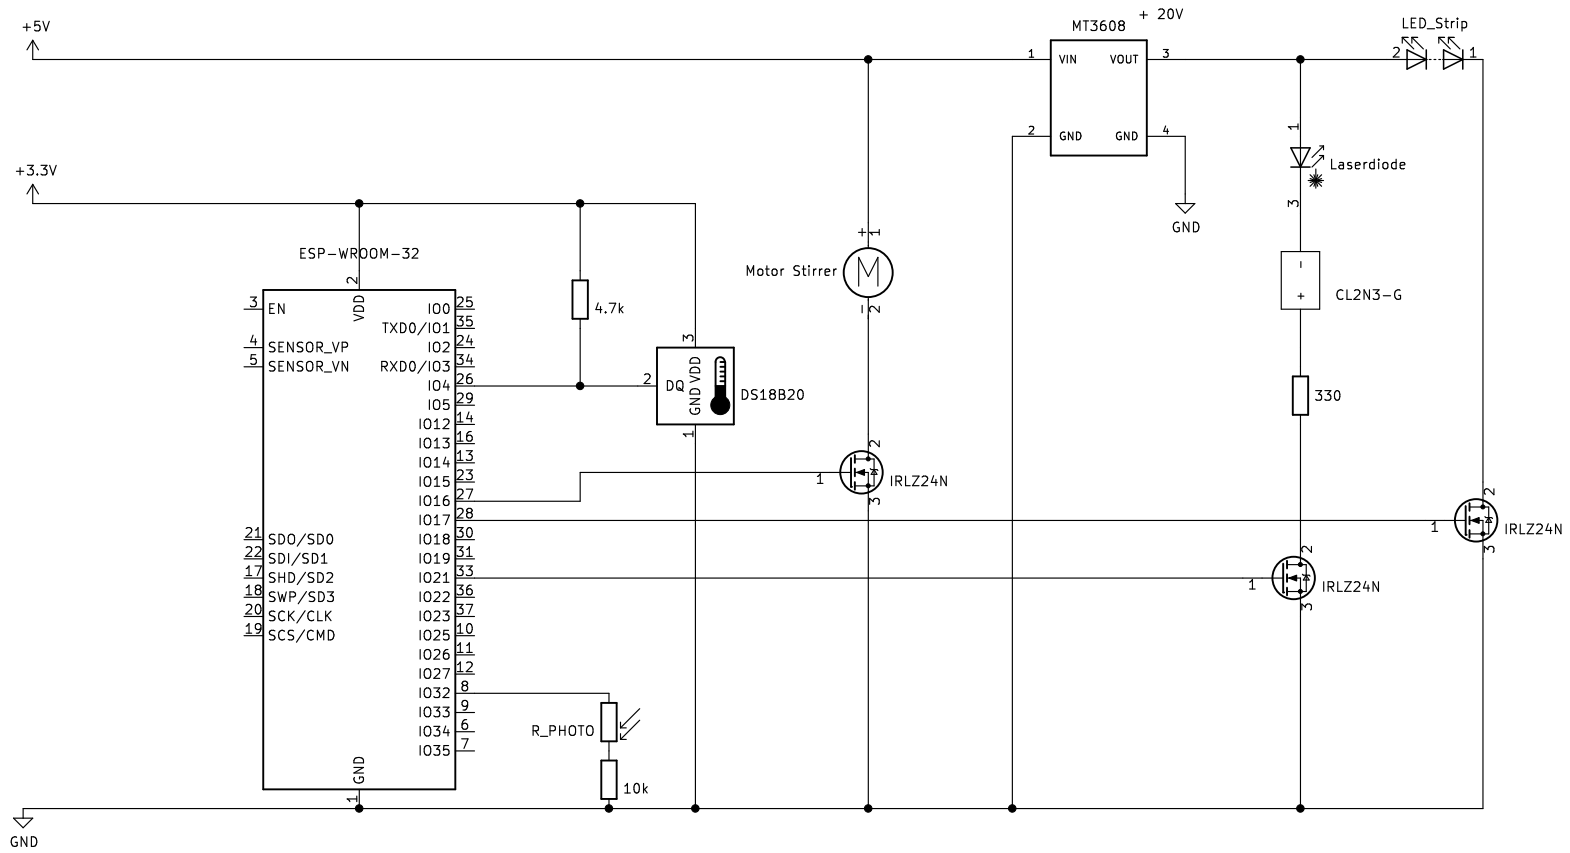 +5V
MT3608
+ 20V
LED_Strip
1
VIN
VOUT
3
2
1
2
GND
GND
4
1
Laserdiode
3
GND
+3.3V
ESP-WROOM-32
2
VDD
3
EN
IO0
25
TXD0/IO1
35
4
SENSOR_VP
IO2
24
5
SENSOR_VN
RXD0/IO3
34
IO4
26
IO5
29
IO12
14
IO13
16
IO14
13
IO15
23
IO16
27
IO17
28
21
SDO/SD0
IO18
30
22
SDI/SD1
IO19
31
17
SHD/SD2
IO21
33
18
SWP/SD3
IO22
36
20
SCK/CLK
IO23
37
19
SCS/CMD
IO25
10
IO26
11
IO27
12
IO32
8
IO33
9
IO34
6
IO35
7
GND
1
4.7k
3
2
DQ
VDD
GND
DS18B20
1
+
1
Motor Stirrer
M
-
2
-
+
CL2N3-G
330
2
1
IRLZ24N
3
2
1
IRLZ24N
3
2
1
IRLZ24N
3
R_PHOTO
10k
GND